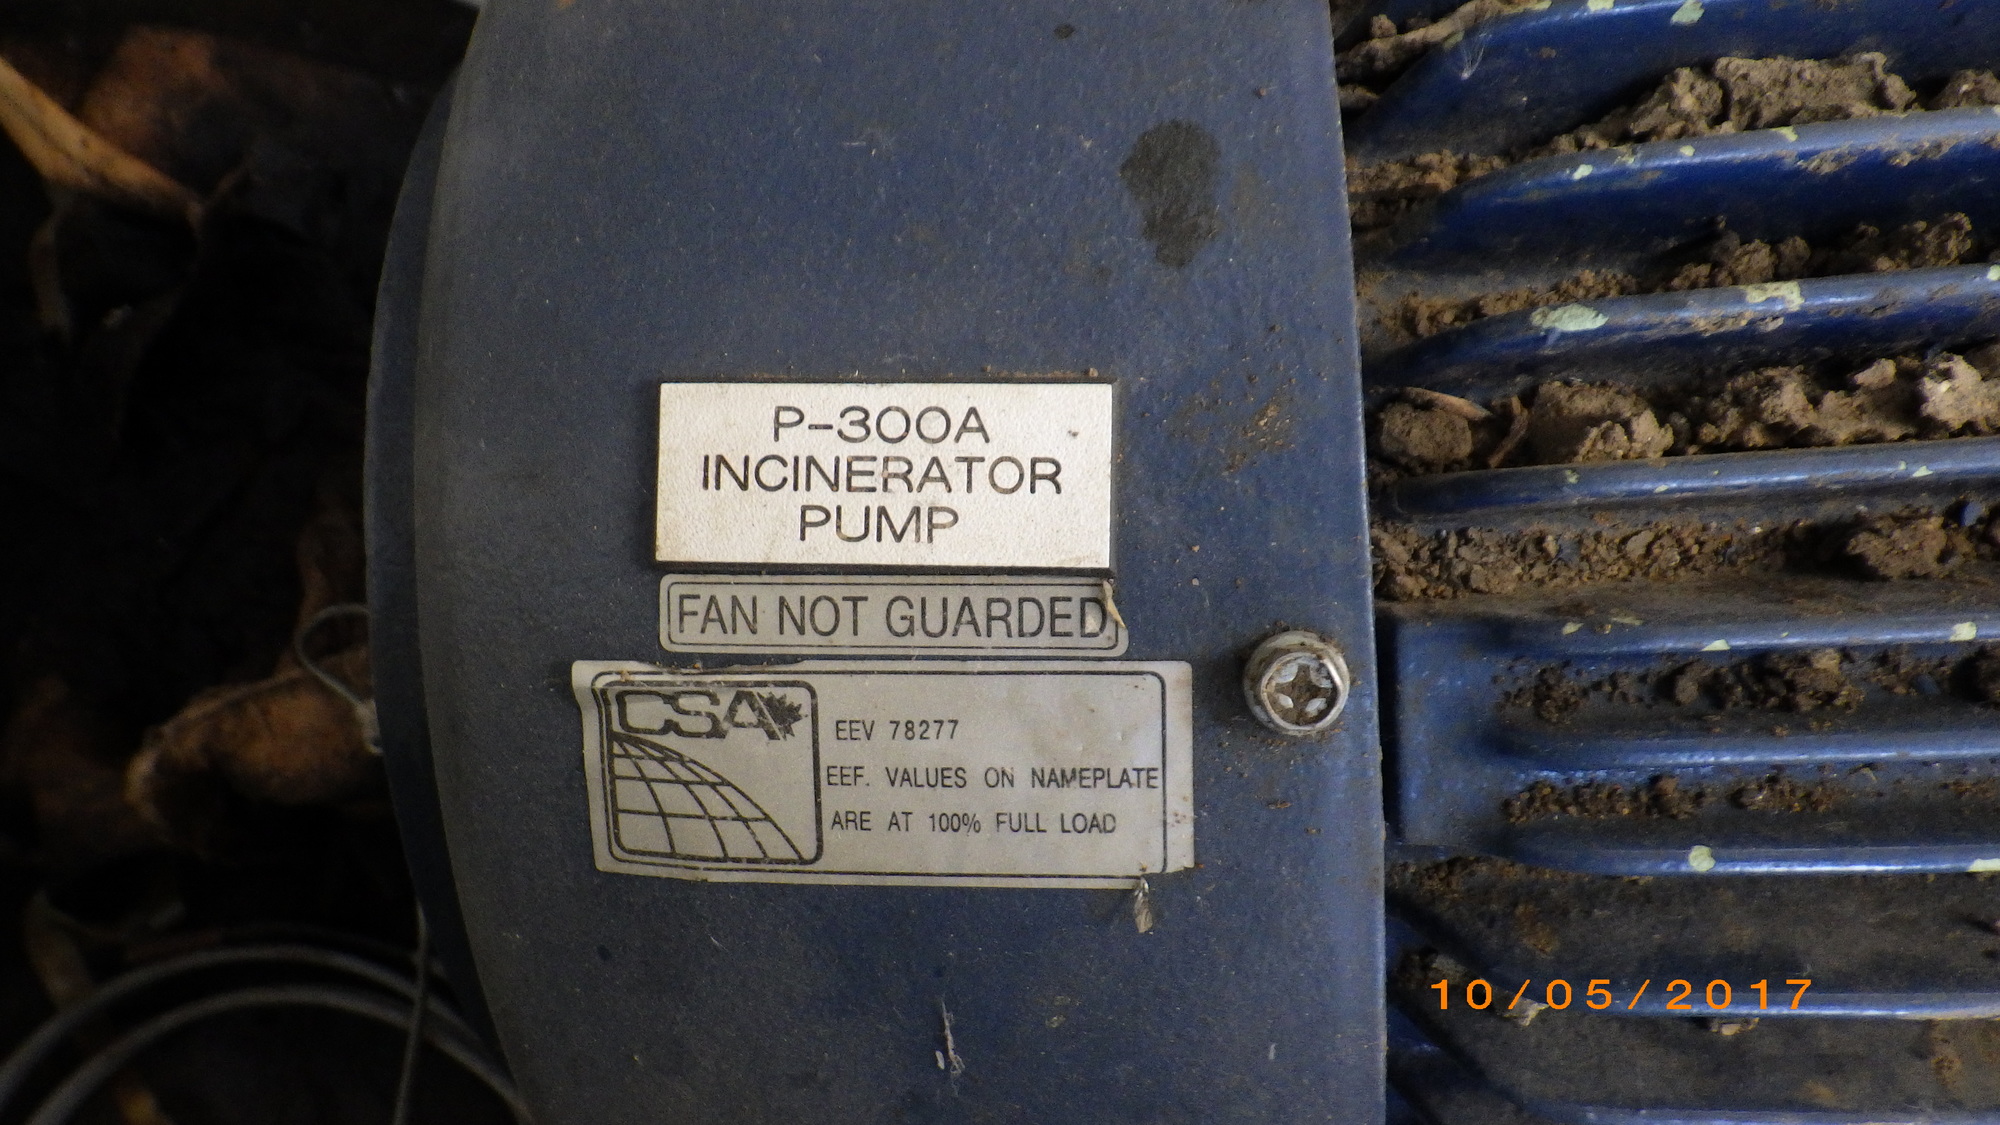 P-300A
INCINERATOR
PUMP
FAN NOT GUARDED
CSA
EEV 78277
EEF. VALUES ON NAMEPLATE
ARE AT 100% FULL LOAD
10/05/2017